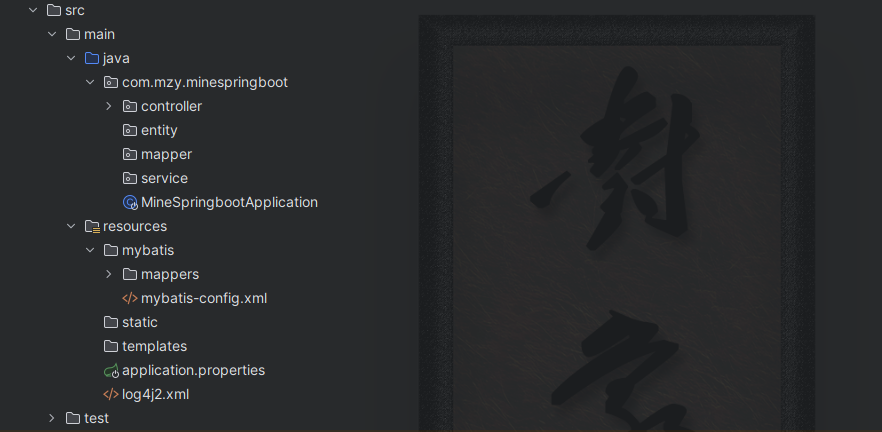 src
main
java
com.mzy.minespringboot
controller
entity
mapper
service
MineSpringbootApplication
resources
mybatis
mappers
mybatis-config.xml
static
templates
application.properties
log4j2.xml
test